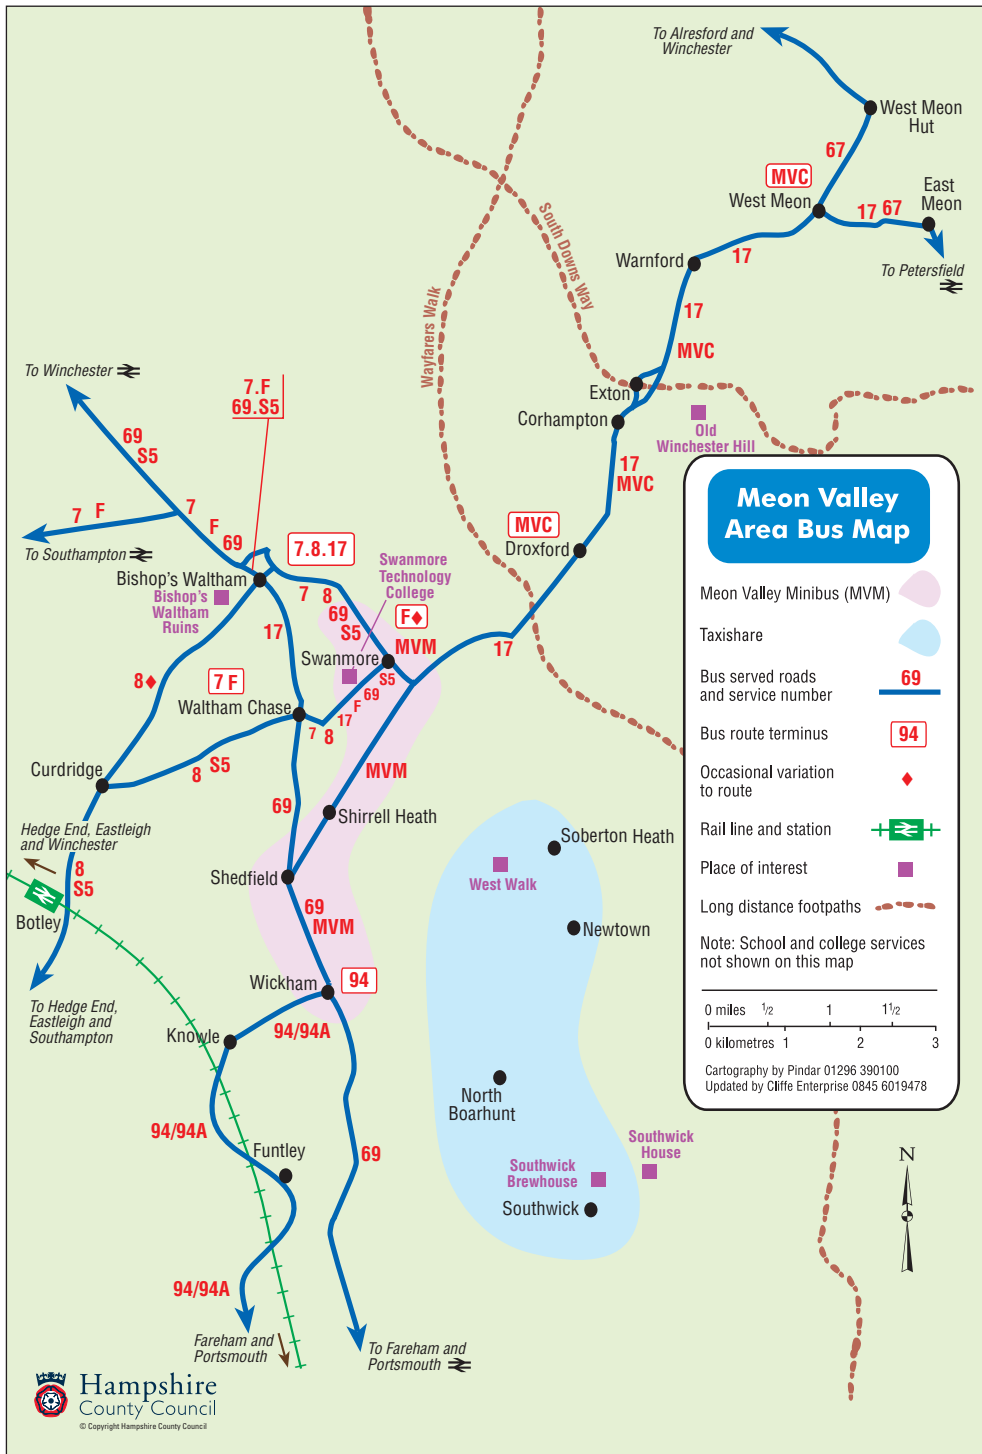 To Alresford and
Winchester
West Meon
Hut
67
MVC
West Meon
East
Meon
17 67
17
Warnford
To Petersfield
South Downs Way
Wayfarers Walk
17
MVC
Exton
Corhampton
Old
Winchester Hill
17
MVC
To Winchester
7.F
69.S5
69
S5
7 F
7
F
69
To Southampton
7.8.17
MVC
Droxford
Bishop's Waltham
Bishop's
Waltham
Ruins
Swanmore
Technology
College
7
8
69
S5
F
MVM
17
17
Swanmore
S5
69
F
17
8
7
8
7 F
Waltham Chase
S5
8
Curdridge
MVM
69
Shirrell Heath
Hedge End, Eastleigh
and Winchester
8
S5
Botley
Shedfield
69
MVM
Soberton Heath
West Walk
Newtown
Wickham
94
To Hedge End,
Eastleigh and
Southampton
Knowle
94/94A
North
Boarhunt
94/94A
Funtley
69
Southwick
House
Southwick
Brewhouse
Southwick
94/94A
Fareham and
Portsmouth
To Fareham and
Portsmouth
Meon Valley
Area Bus Map
Meon Valley Minibus (MVM)
Taxishare
Bus served roads
and service number
69
Bus route terminus
94
Occasional variation
to route
Rail line and station
Place of interest
Long distance footpaths
Note: School and college services
not shown on this map
0 miles 1/2 1 1 1/2
0 kilometres 1 2 3
Cartography by Pindar 01296 390100
Updated by Cliffe Enterprise 0845 6019478
N
Hampshire
County Council
© Copyright Hampshire County Council